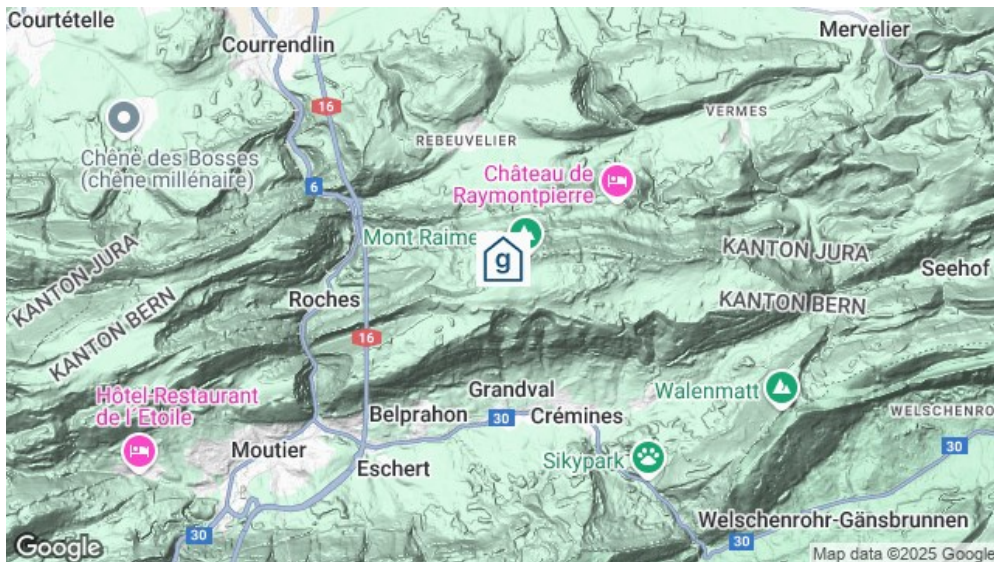 Courtételle
Courrendlin
Mervelier
16
VERMES
REBEUVELIER
Chêne des Bosses
(chêne millénaire)
Château de
Raymontpierre
6
Mont Raime
g
KANTON JURA
KANTON JURA
Seehof
KANTON BERN
KANTON BERN
Roches
16
Hôtel-Restaurant
de l'Etoile
Grandval
Walenmatt
Belprahon
30
Crémines
WELSCHENRO
Moutier
Eschert
Sikypark
30
30
Welschenrohr-Gänsbrunnen
30
Google
Map data ©2025 Google